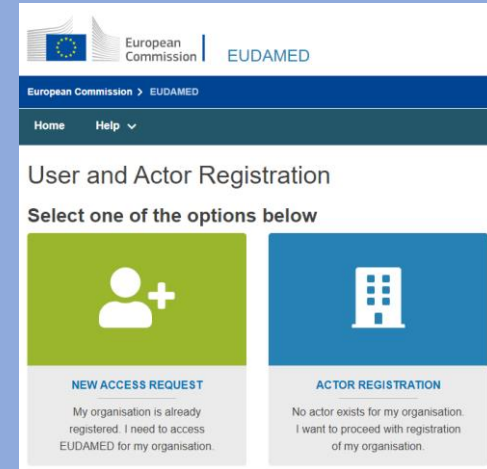 European
Commission
EUDAMED
European Commission > EUDAMED
Home Help
User and Actor Registration
Select one of the options below
NEW ACCESS REQUEST
My organisation is already
registered. I need to access
EUDAMED for my organisation.
ACTOR REGISTRATION
No actor exists for my organisation.
I want to proceed with registration
of my organisation.